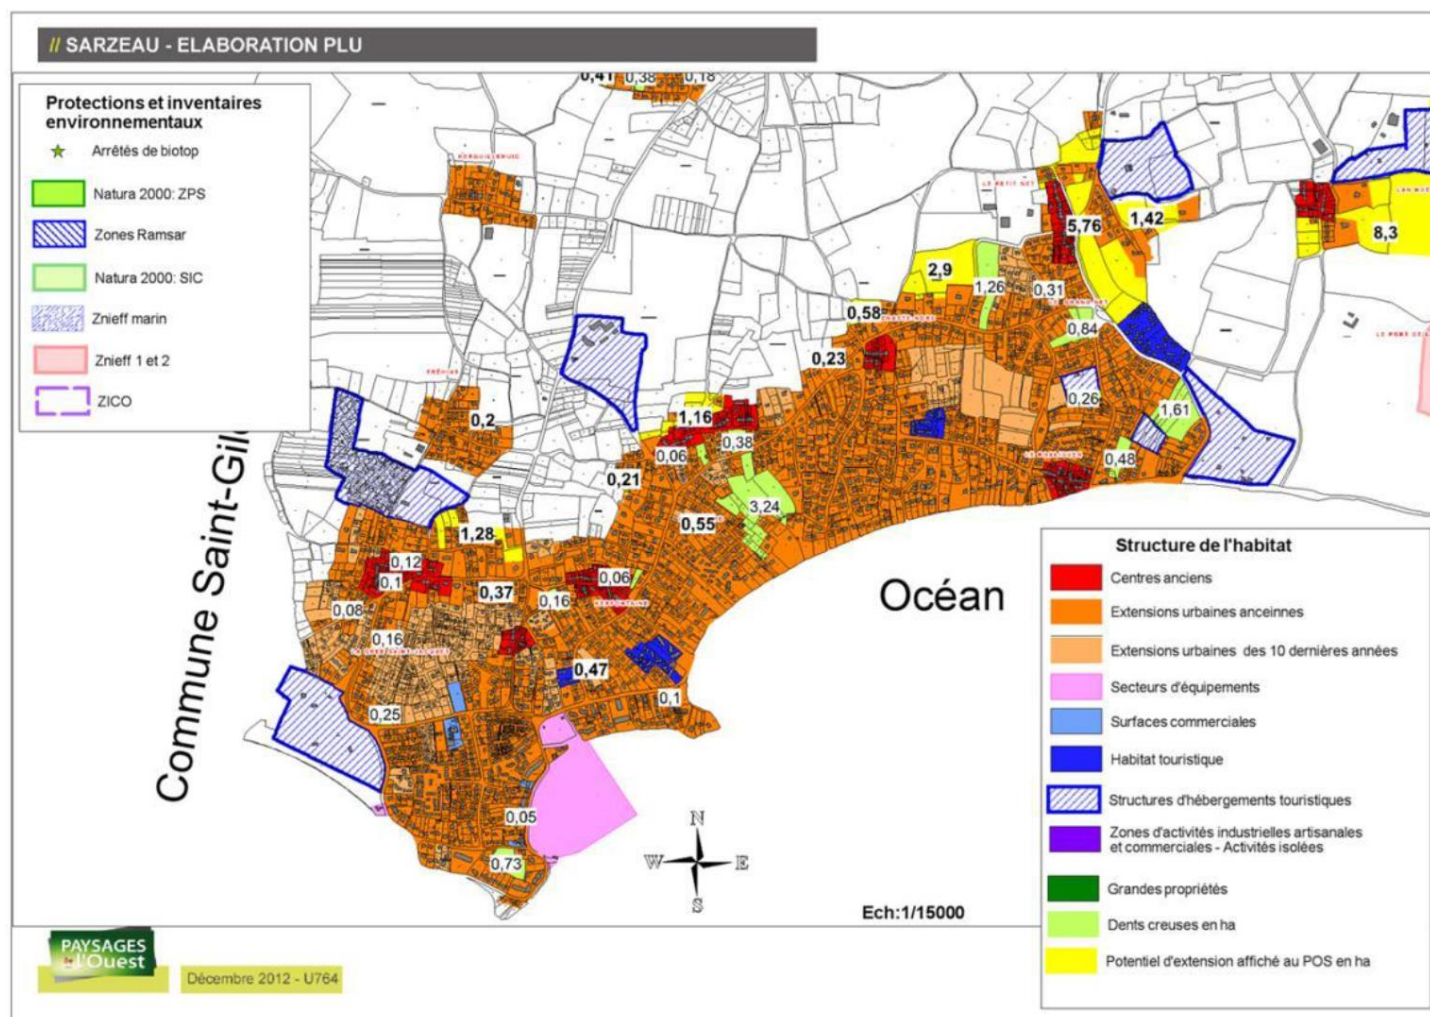 // SARZEAU - ELABORATION PLU
Protections et inventaires
environnementaux
Arrêtés de biotop
Natura 2000: ZPS
Zones Ramsar
Natura 2000: SIC
Znieff marin
Znieff 1 et 2
ZICO
0,41
0,38
0,18
LE PETIT NET
5,76
1,42
8,3
2,9
1,26
0,31
0,58
0,84
0,23
0,26
1,61
0,2
1,16
0,38
0,06
0,48
0,21
3,24
0,55
1,28
0,12
0,1
0,06
0,37
0,16
0,08
0,16
0,47
0,1
0,25
0,05
0,73
Commune Saint-Gil
Océan
N
W
E
S
Ech:1/15000
Structure de l'habitat
Centres anciens
Extensions urbaines anceinnes
Extensions urbaines des 10 dernières années
Secteurs d'équipements
Surfaces commerciales
Habitat touristique
Structures d'hébergements touristiques
Zones d'activités industrielles artisanales
et commerciales - Activités isolées
Grandes propriétés
Dents creuses en ha
Potentiel d'extension affiché au POS en ha
PAYSAGES
de l'Ouest
Décembre 2012 - U764